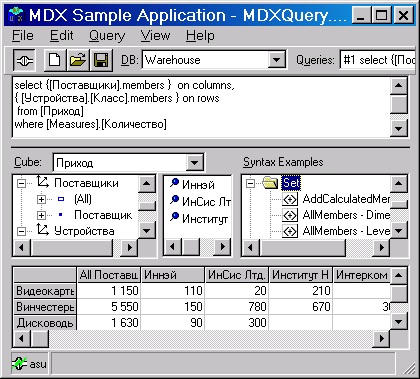 MDX Sample Application - MDXQuery....
File Edit Query View Help
DB: Warehouse Queries: #1 select {[Пос
select {[Поставщики].members } on columns,
{ [Устройства].[Класс].members } on rows
from [Приход]
where [Measures].[Количество]
Cube: Приход Syntax Examples
Поставщики
(All)
Поставщик
Устройства
Иннэй
ИнСис Лт
Институт
Set
AddCalculatedMe
AllMembers - Dime
AllMembers - Leve
All Поставщ Иннэй ИнСис Лтд. Институт Н Интерком
Видеокарть 1 150 110 20 210
Винчестерь 5 550 150 780 670 30
Дисководь 1 630 90 300
asu